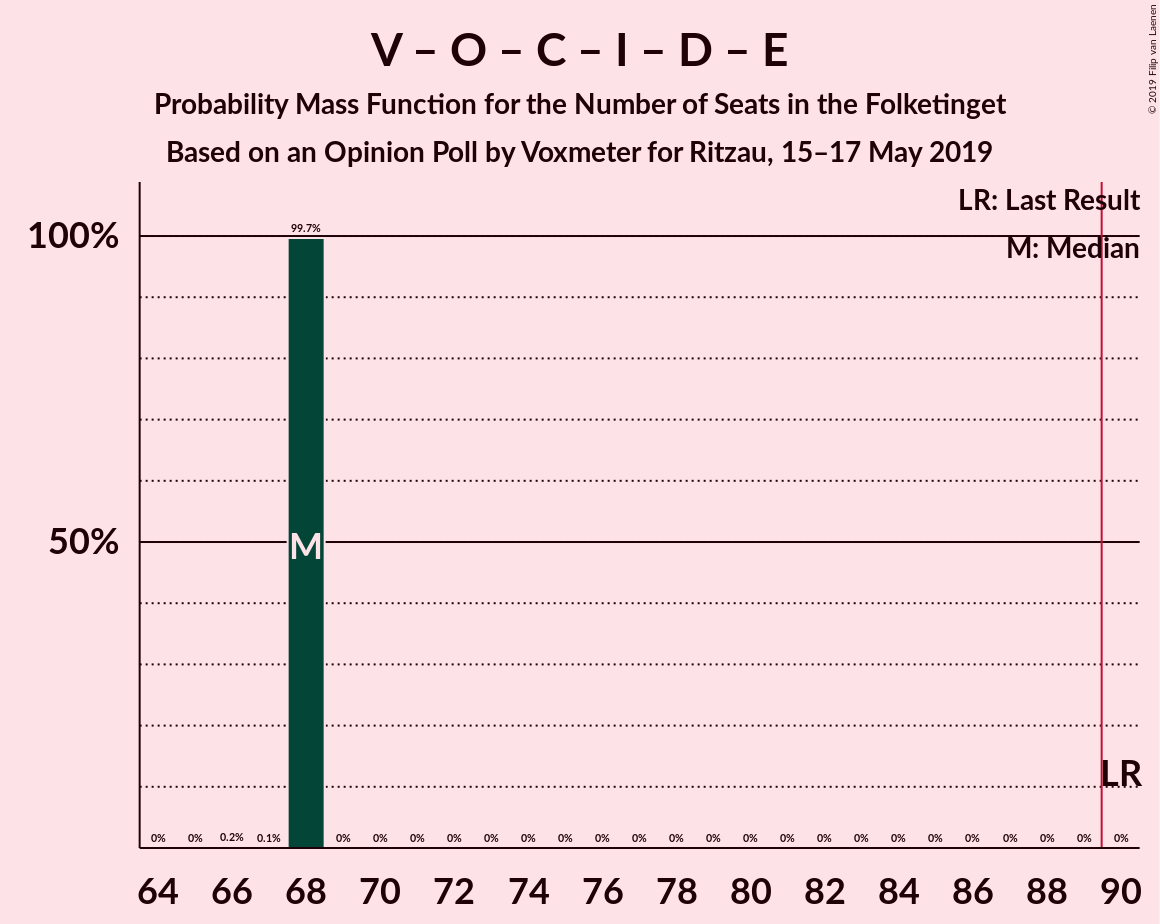 V – O – C – I – D – E
Probability Mass Function for the Number of Seats in the Folketinget
Based on an Opinion Poll by Voxmeter for Ritzau, 15–17 May 2019
© 2019 Filip van Laenen
LR: Last Result
M: Median
100%
50%
99.7%
M
LR
0% 0% 0.2% 0.1% 0% 0% 0% 0% 0% 0% 0% 0% 0% 0% 0% 0% 0% 0% 0% 0% 0% 0% 0% 0% 0% 0%
64 66 68 70 72 74 76 78 80 82 84 86 88 90